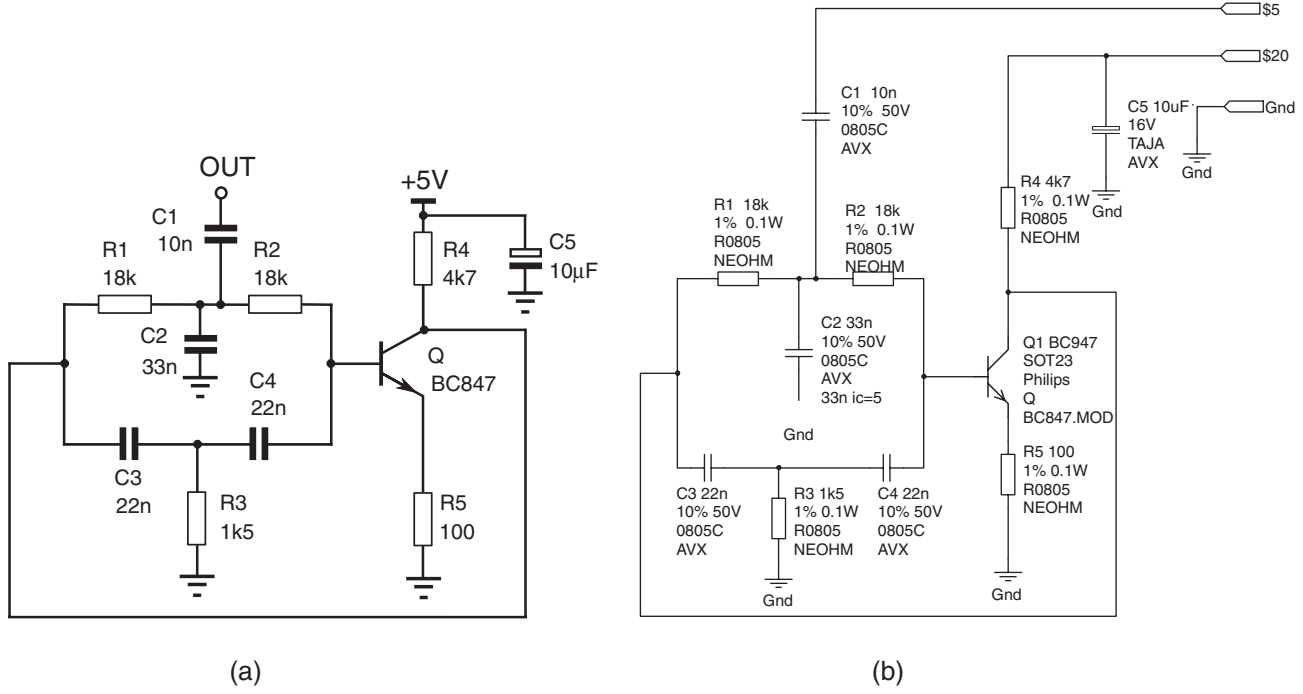 OUT
C1
10n
R1
18k
R2
18k
C2
33n
C4
22n
C3
22n
R3
1k5
+5V
R4
4k7
C5
10μF
Q
BC847
R5
100
(a)
$5
$20
Gnd
C1 10n
10% 50V
0805C
AVX
C5 10uF
16V
TAJA
AVX
Gnd
Gnd
R4 4k7
1% 0.1W
R0805
NEOHM
R1 18k
1% 0.1W
R0805
NEOHM
R2 18k
1% 0.1W
R0805
NEOHM
C2 33n
10% 50V
0805C
AVX
33n ic=5
Gnd
Q1 BC947
SOT23
Philips
Q
BC847.MOD
C3 22n
10% 50V
0805C
AVX
R3 1k5
1% 0.1W
R0805
NEOHM
C4 22n
10% 50V
0805C
AVX
R5 100
1% 0.1W
R0805
NEOHM
Gnd
Gnd
(b)